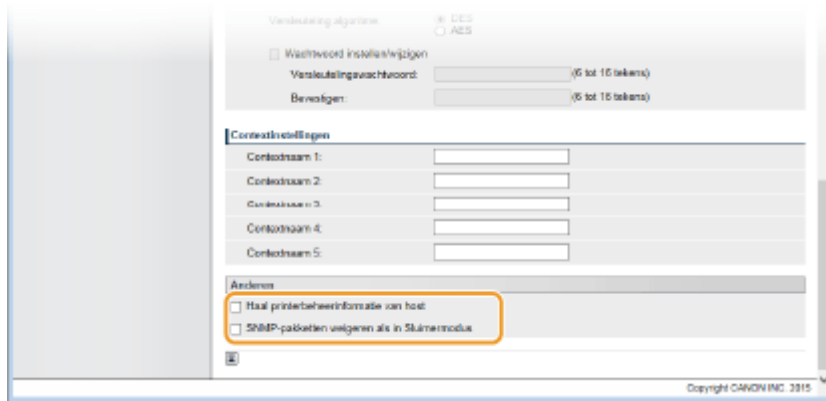 Versleuteling algoritme:
DES
AES
Wachtwoord instellen/wijzigen
Versleutelingswachtwoord: (6 tot 16 tekens)
Bevestigen: (6 tot 16 tekens)
Contextinstellingen
Contextnaam 1:
Contextnaam 2:
Contextnaam 3:
Contextnaam 4:
Contextnaam 5:
Anderen
Haal printerbeheerinformatie van host
SNMP-pakketten weigeren als in Sluimermodus
Copyright CANON INC. 2015